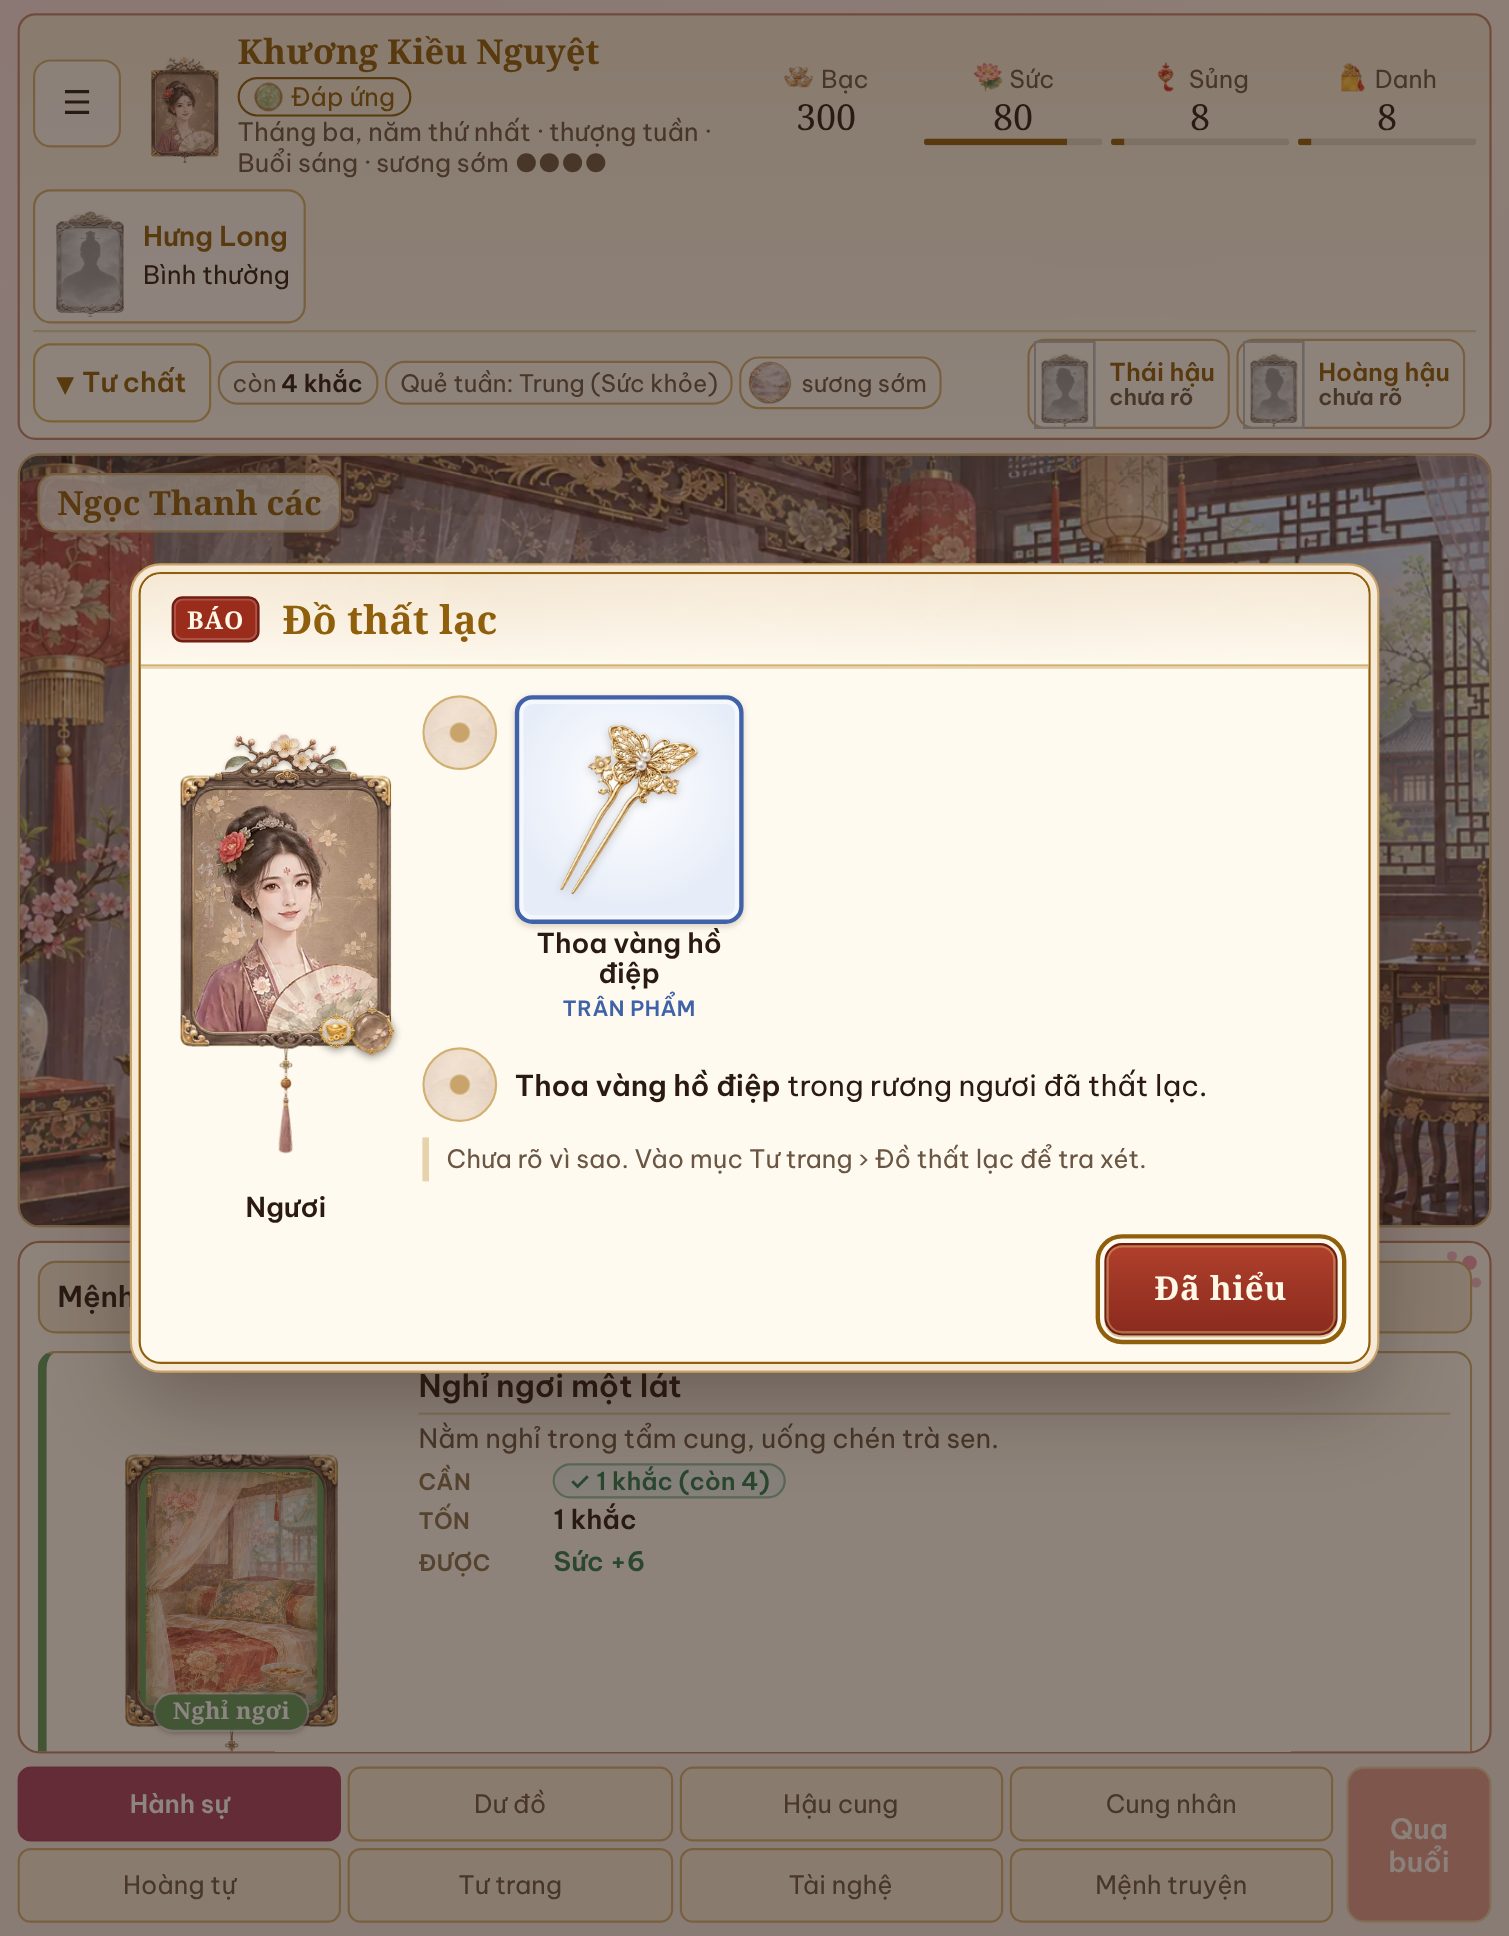 ☰
Khương Kiều Nguyệt
Đáp ứng
Tháng ba, năm thứ nhất · thượng tuần ·
Buổi sáng · sương sớm ●●●●
Bạc
300
Sức
80
Sủng
8
Danh
8
Hưng Long
Bình thường
▼ Tư chất
còn 4 khắc
Quẻ tuần: Trung (Sức khỏe)
sương sớm
Thái hậu
chưa rõ
Hoàng hậu
chưa rõ
Ngọc Thanh các
BÁO
Đồ thất lạc
Thoa vàng hồ
điệp
TRÂN PHẨM
Thoa vàng hồ điệp trong rương ngươi đã thất lạc.
Chưa rõ vì sao. Vào mục Tư trang › Đồ thất lạc để tra xét.
Ngươi
Đã hiểu
Mệnh
Nghỉ ngơi một lát
Nằm nghỉ trong tẩm cung, uống chén trà sen.
CẦN
✓ 1 khắc (còn 4)
TỐN
1 khắc
ĐƯỢC
Sức +6
Nghỉ ngơi
Hành sự
Dư đồ
Hậu cung
Cung nhân
Qua
buổi
Hoàng tự
Tư trang
Tài nghệ
Mệnh truyện